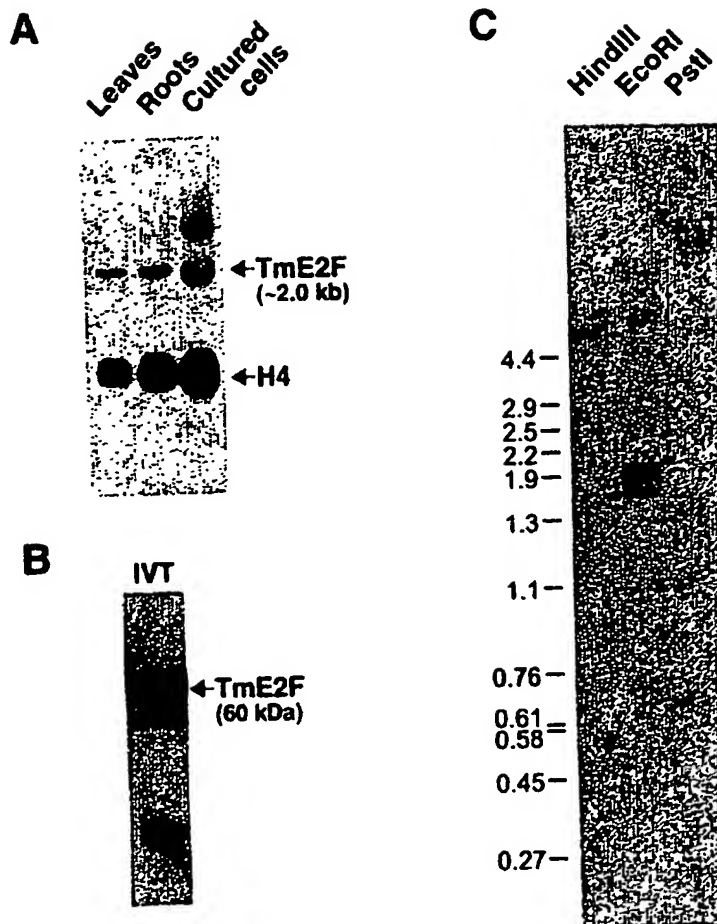 A
Leaves
Roots
Cultured
cells
←TmE2F
(~2.0 kb)
←H4
B
IVT
←TmE2F
(60 kDa)
C
HindIII
EcoRI
PstI
4.4
2.9
2.5
2.2
1.9
1.3
1.1
0.76
0.61
0.58
0.45
0.27